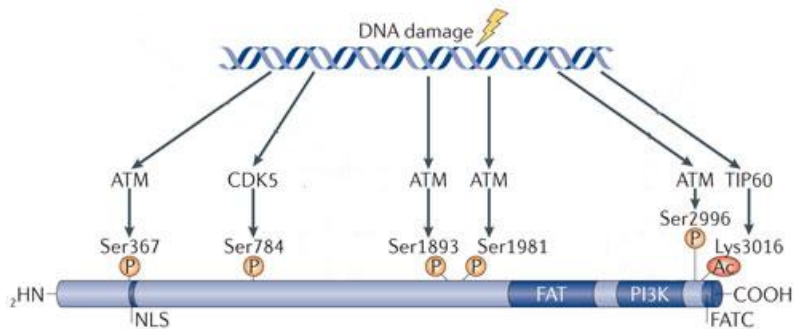 DNA damage
ATM CDK5 ATM ATM ATM TIP60
Ser2996
Ser367 Ser784 Ser1893 Ser1981 Lys3016
P P P P P Ac
₂HN FAT PI3K COOH
NLS FATC